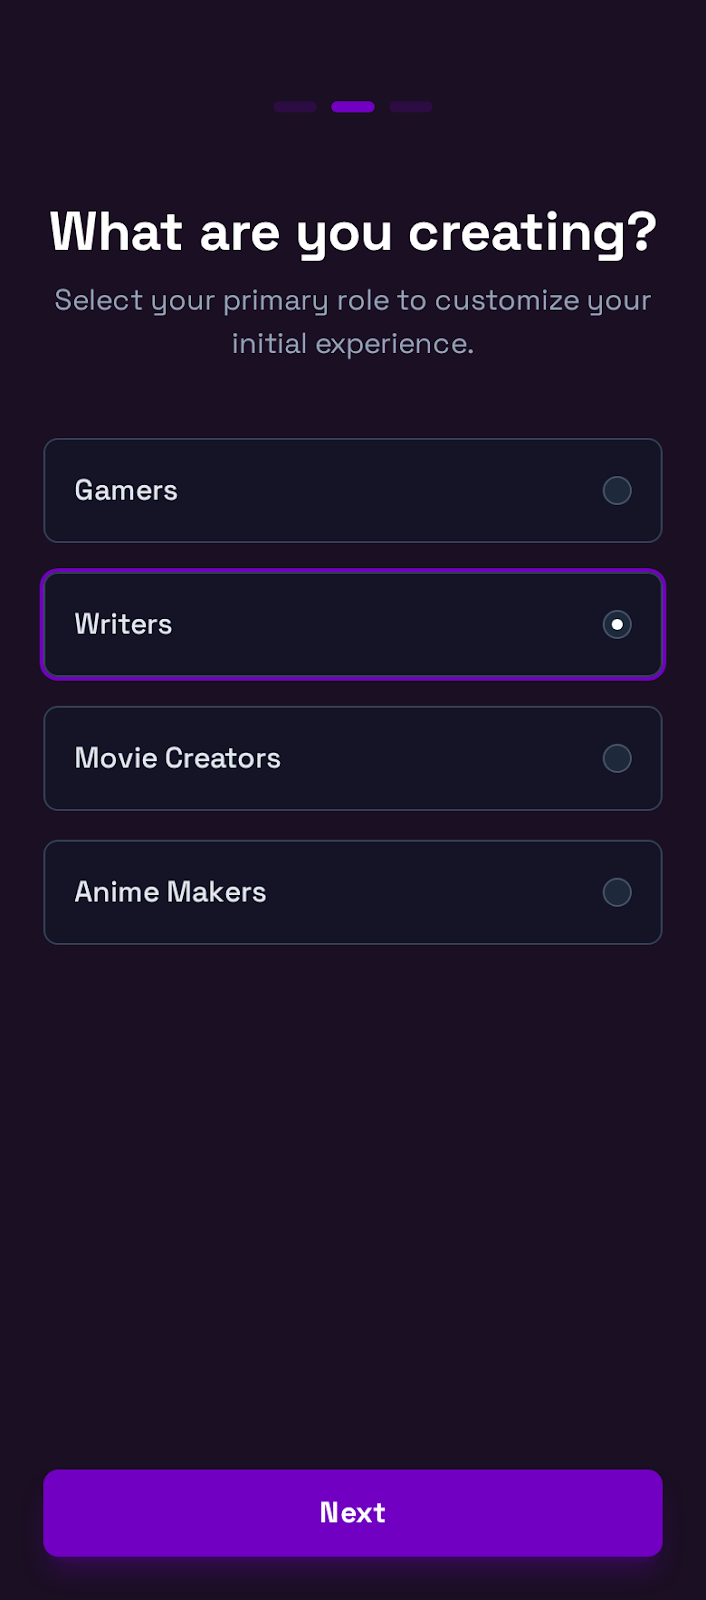 What are you creating?
Select your primary role to customize your
initial experience.
Gamers
Writers
Movie Creators
Anime Makers
Next